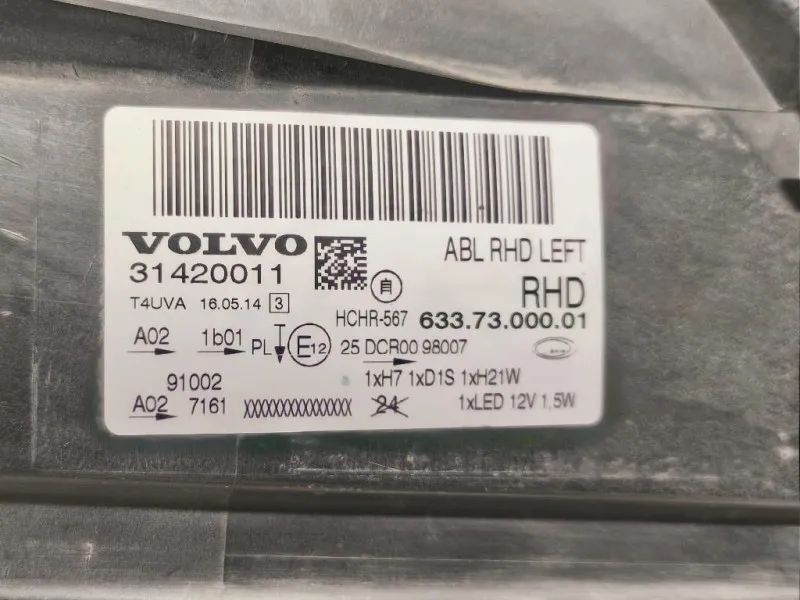 VOLVO
ABL RHD LEFT
31420011
自
RHD
T4UVA 16.05.14 3
HCHR-567 633.73.000.01
A02 1b01 PL E12 25 DCR00 98007
91002
1xH7 1xD1S 1xH21W
A02 7161 XXXXXXXXXXXXXXX 24 1xLED 12V 1,5W